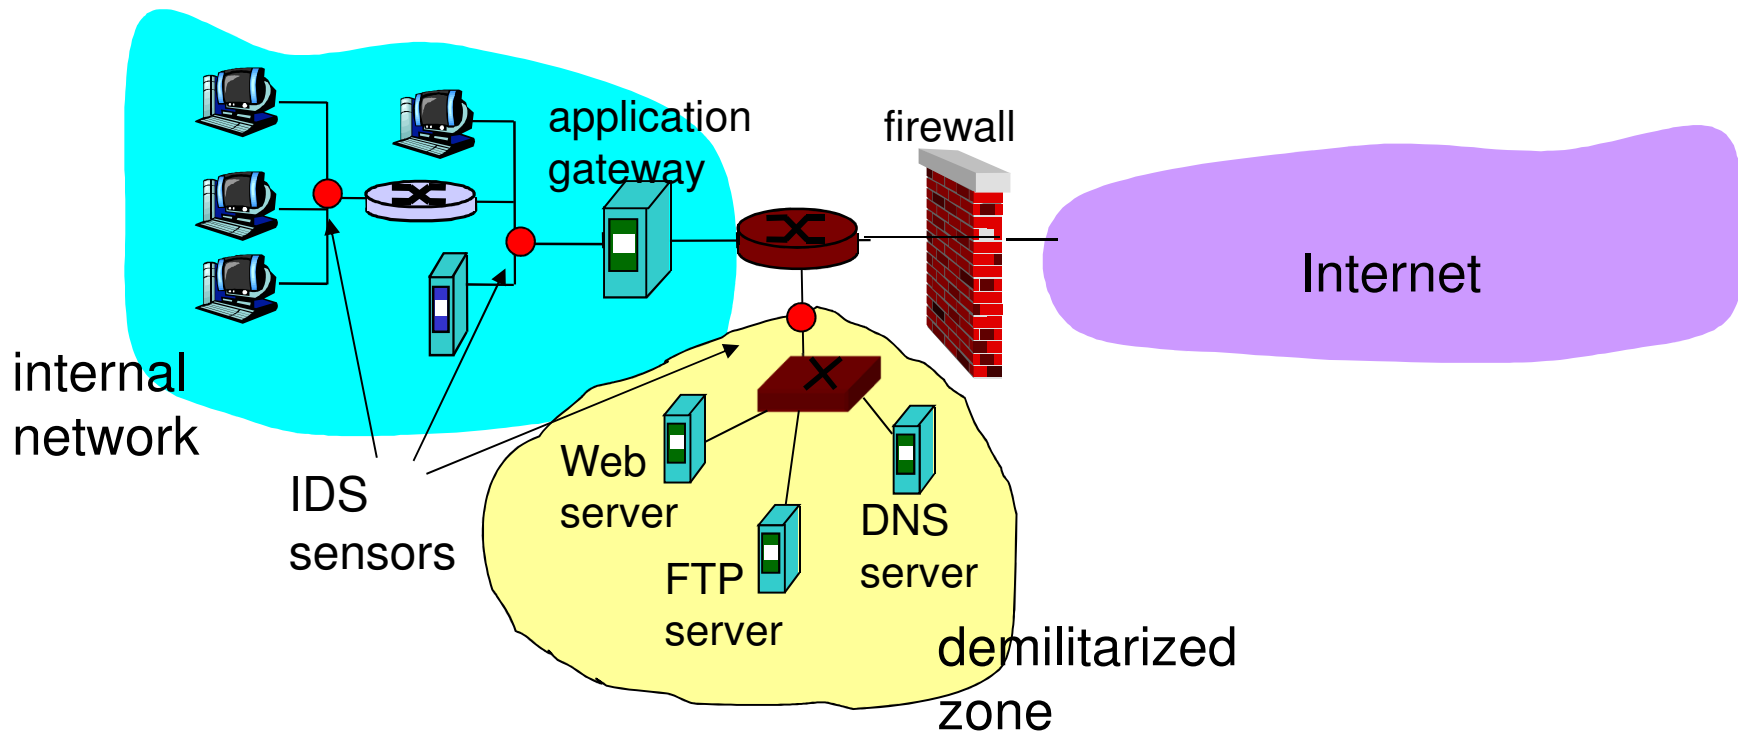 application
gateway
firewall
Internet
internal
network
IDS
sensors
Web
server
FTP
server
DNS
server
demilitarized
zone